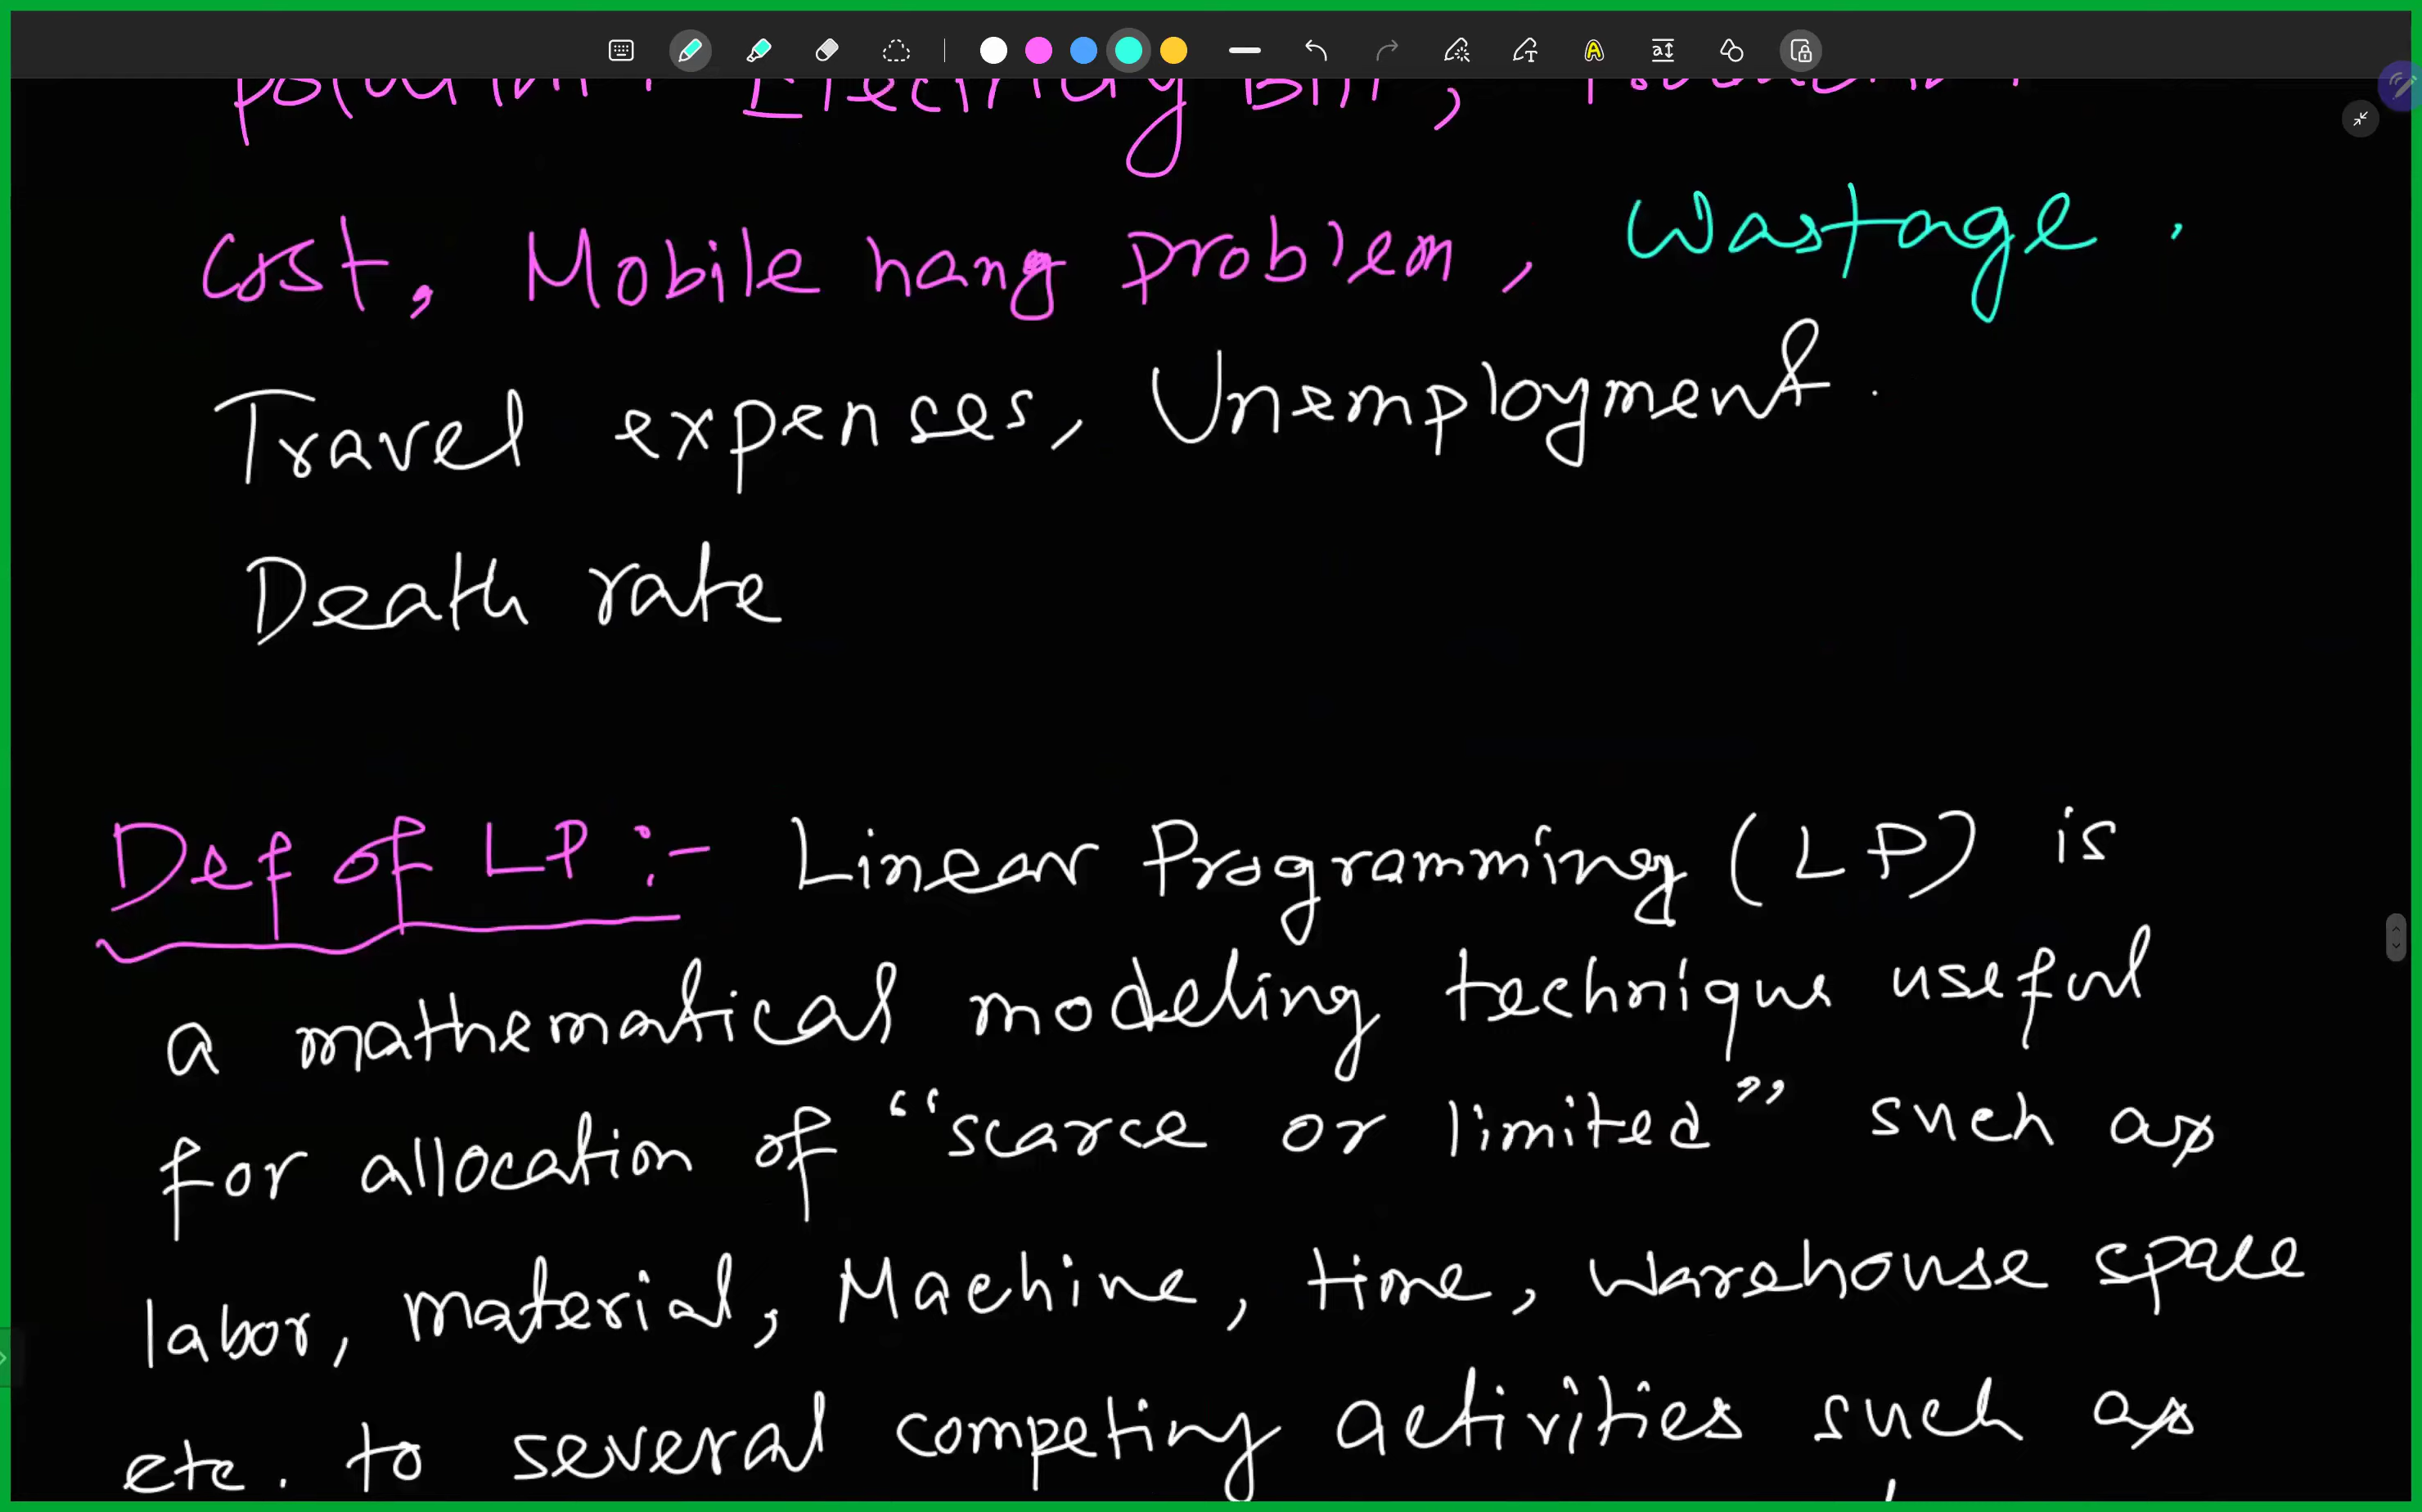 Electricity Bill,
Cost, Mobile hang problem, Wastage.
Travel expenses, Unemployment.
Death rate
Def of LP :- Linear Programming (LP) is
a mathematical modeling technique useful
for allocation of "scarce or limited" such as
labor, material, Machine, time, warehouse space
etc. to several competing activities such as